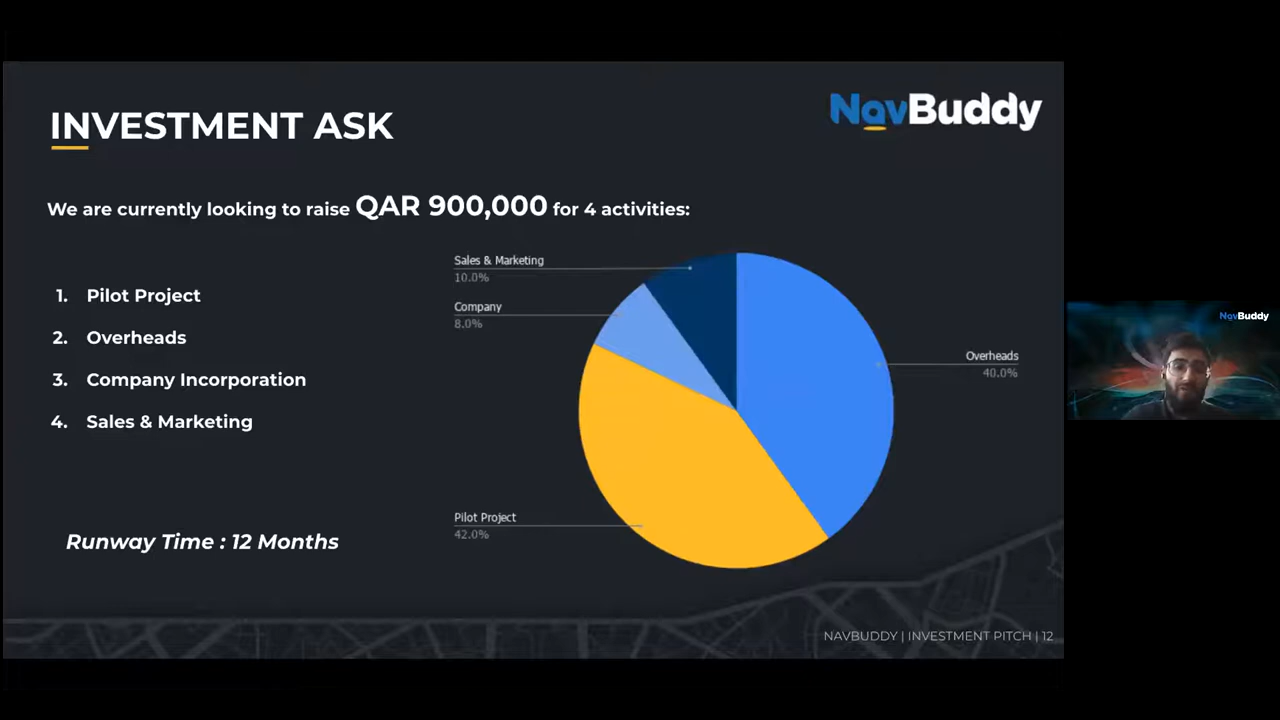 INVESTMENT ASK
NavBuddy
We are currently looking to raise QAR 900,000 for 4 activities:
1. Pilot Project
2. Overheads
3. Company Incorporation
4. Sales & Marketing
Runway Time : 12 Months
Sales & Marketing
10.0%
Company
8.0%
Pilot Project
42.0%
Overheads
40.0%
NAVBUDDY | INVESTMENT PITCH | 12
NavBuddy